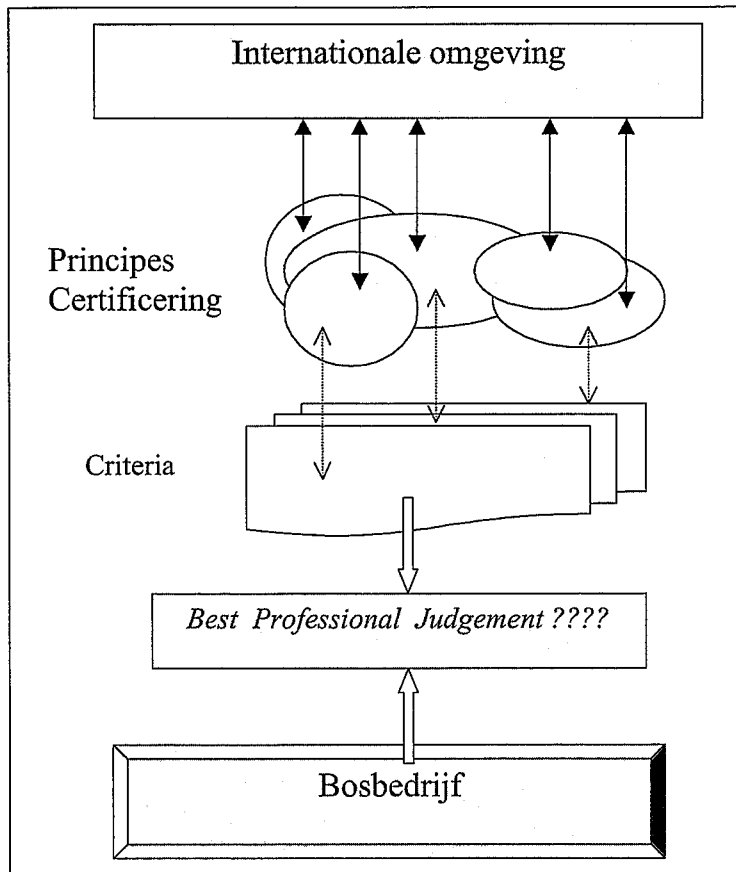 Internationale omgeving
Principes
Certificering
Criteria
Best Professional Judgement ????
Bosbedrijf